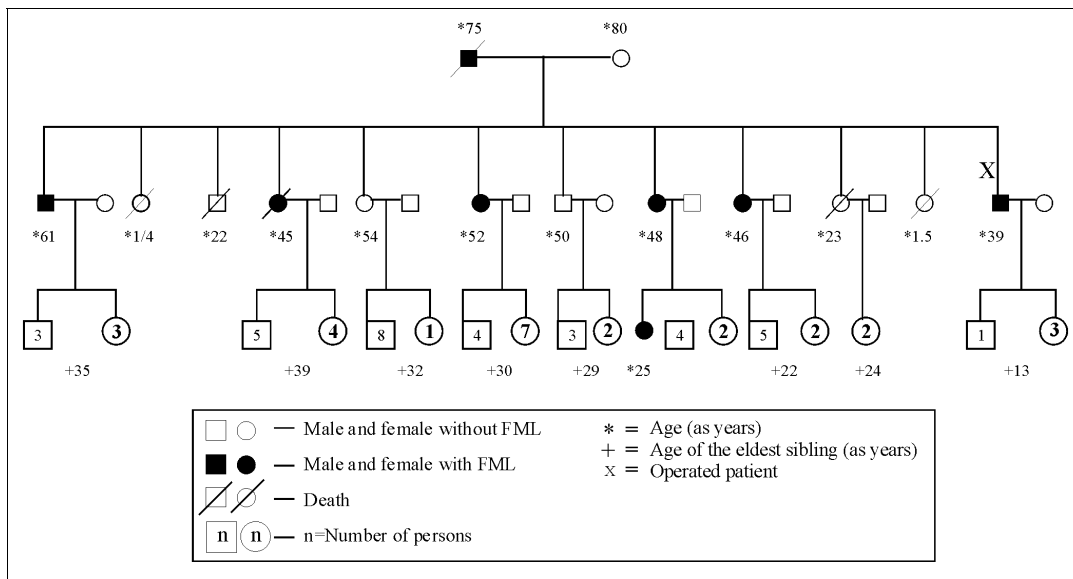 *75 *80
X
*61 *1/4 *22 *45 *54 *52 *50 *48 *46 *23 *1.5 *39
3 3 5 4 8 1 4 7 3 2 4 2 5 2 2 1 3
+35 +39 +32 +30 +29 *25 +22 +24 +13
Male and female without FML
Male and female with FML
Death
n n n=Number of persons
* = Age (as years)
+ = Age of the eldest sibling (as years)
x = Operated patient